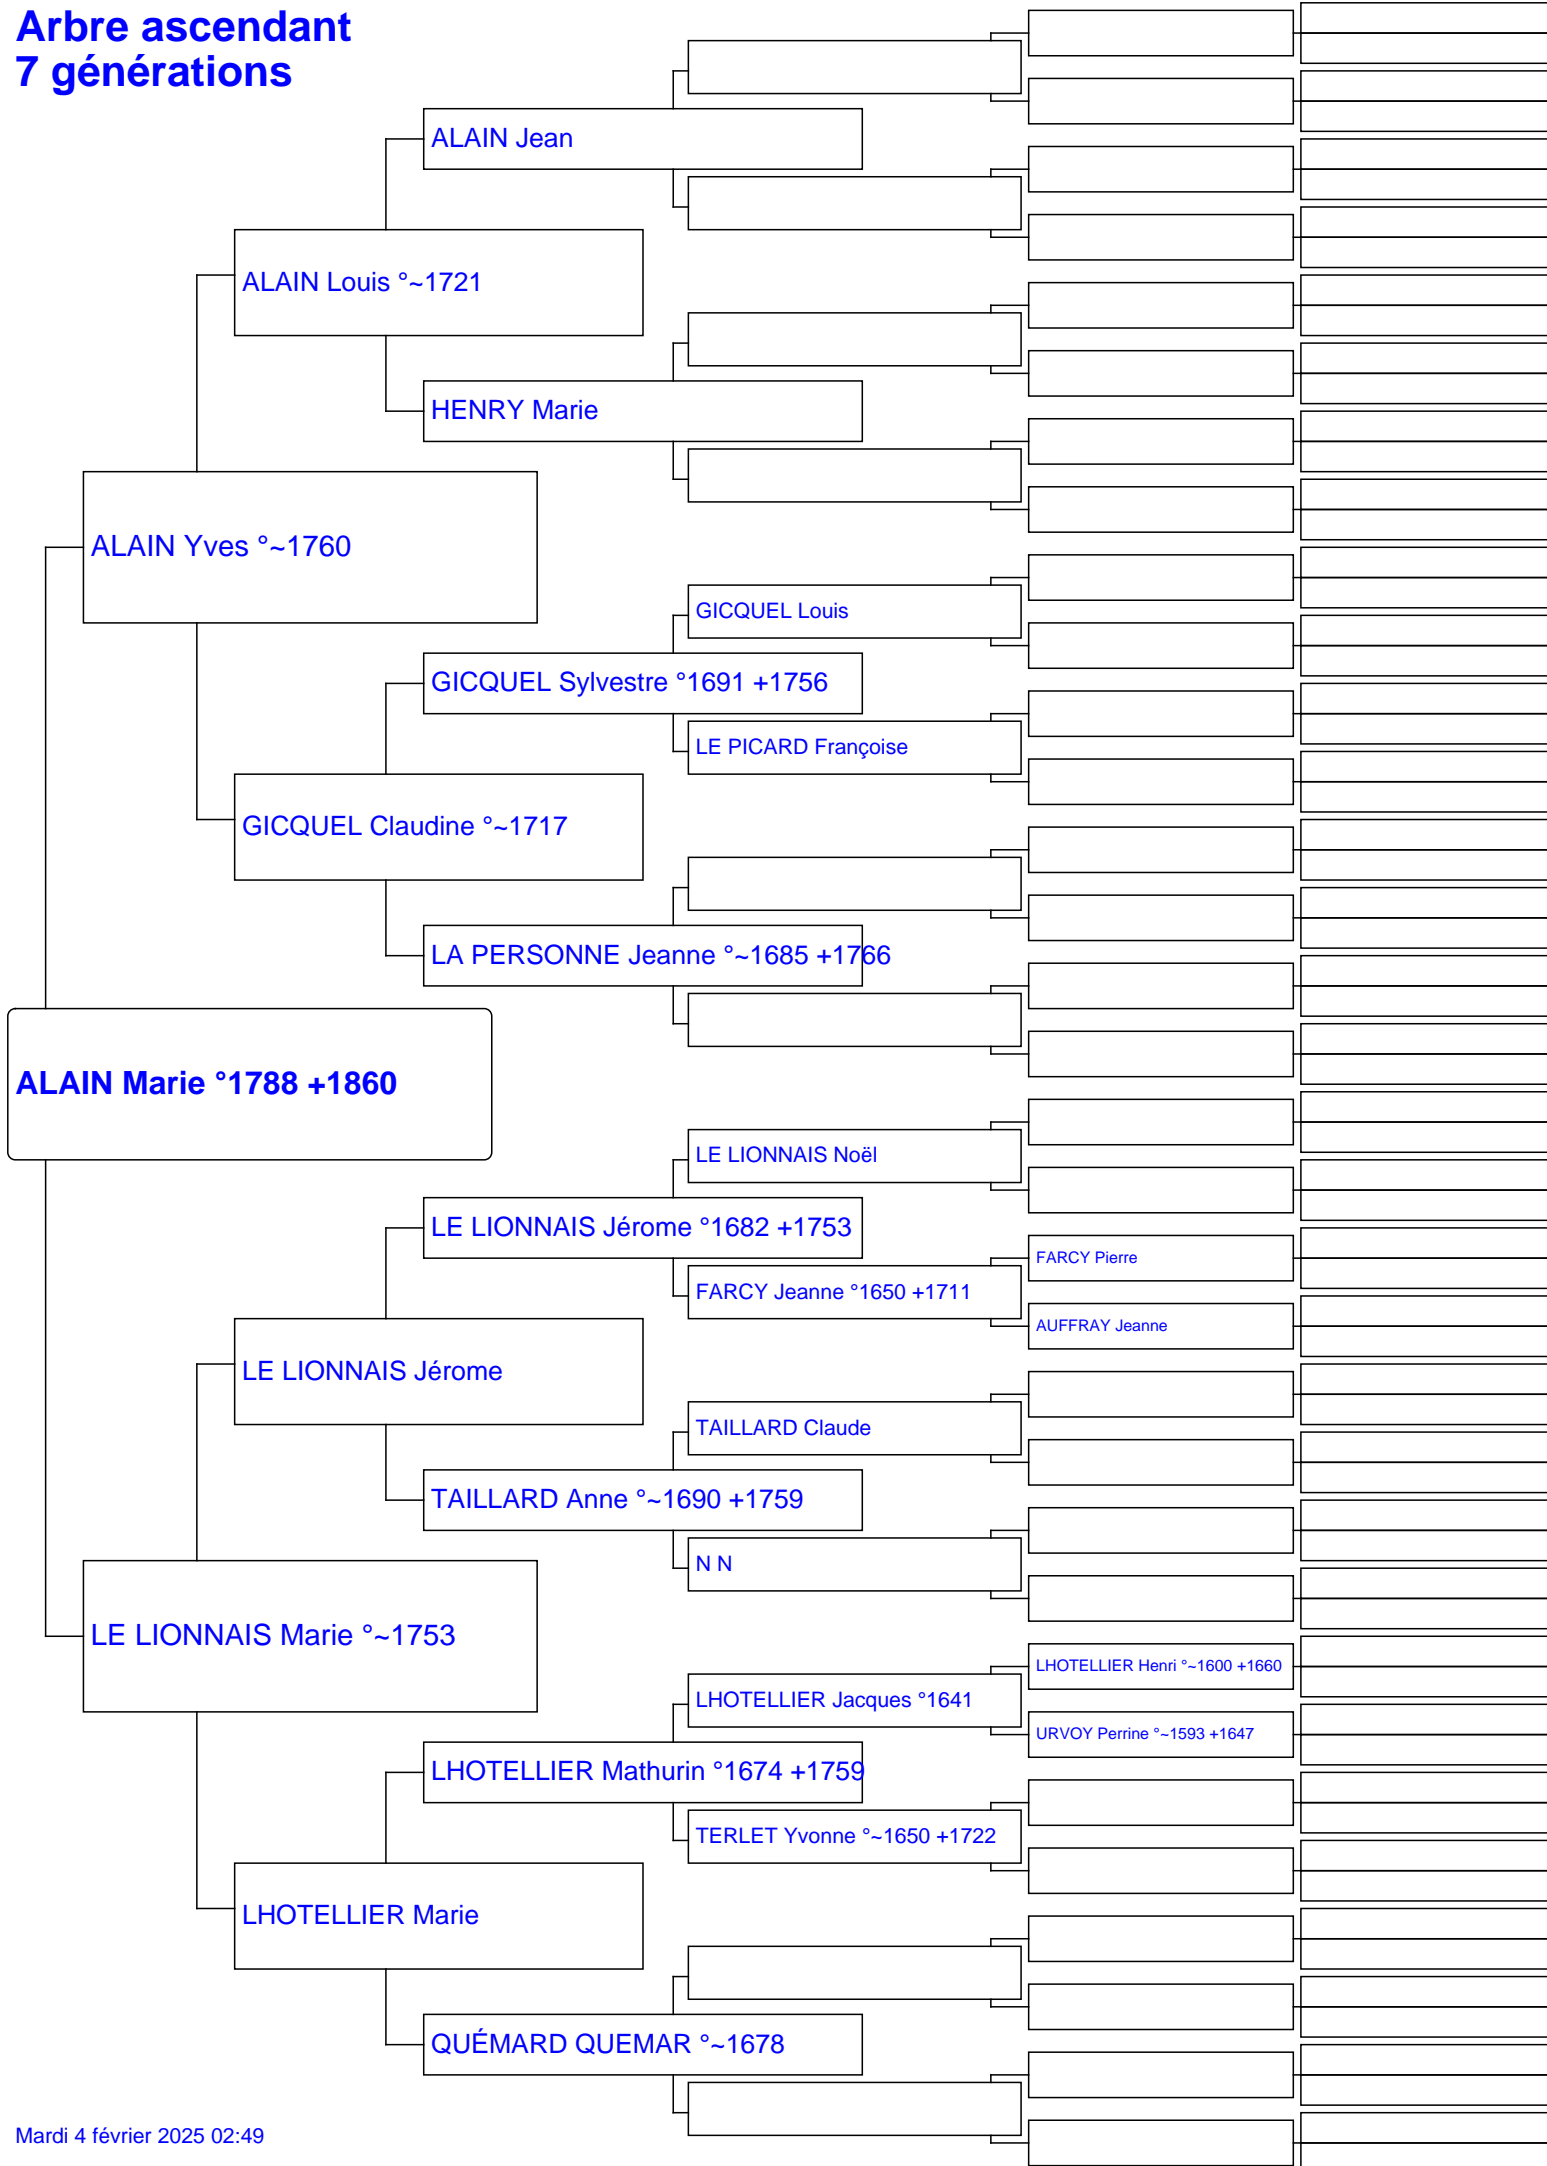 Arbre ascendant
7 générations
ALAIN Jean
ALAIN Louis °~1721
HENRY Marie
ALAIN Yves °~1760
GICQUEL Louis
GICQUEL Sylvestre °1691 +1756
LE PICARD Françoise
GICQUEL Claudine °~1717
LA PERSONNE Jeanne °~1685 +1766
ALAIN Marie °1788 +1860
LE LIONNAIS Noël
LE LIONNAIS Jérome °1682 +1753
FARCY Pierre
FARCY Jeanne °1650 +1711
AUFFRAY Jeanne
LE LIONNAIS Jérome
TAILLARD Claude
TAILLARD Anne °~1690 +1759
N N
LE LIONNAIS Marie °~1753
LHOTELLIER Henri °~1600 +1660
LHOTELLIER Jacques °1641
URVOY Perrine °~1593 +1647
LHOTELLIER Mathurin °1674 +1759
TERLET Yvonne °~1650 +1722
LHOTELLIER Marie
QUÉMARD QUEMAR °~1678
Mardi 4 février 2025 02:49